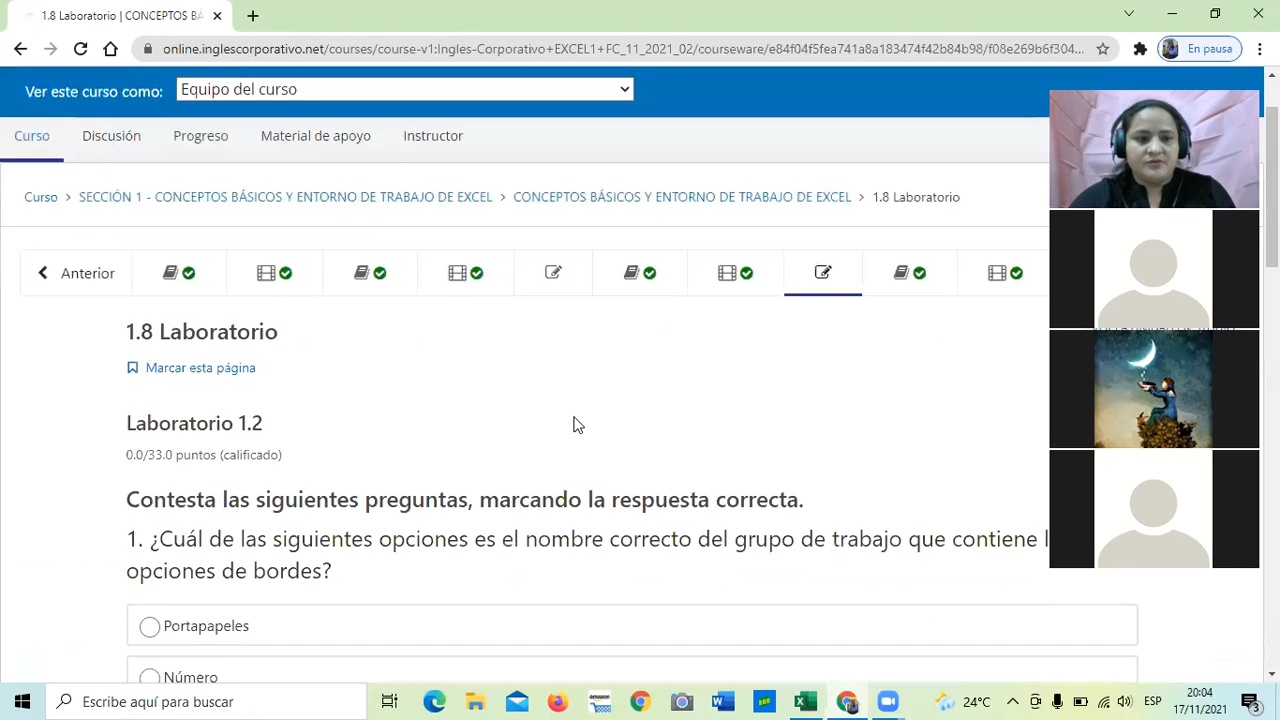 1.8 Laboratorio | CONCEPTOS BÁ
online.inglescorporativo.net/courses/course-v1:Ingles-Corporativo+EXCEL1+FC_11_2021_02/courseware/e84f00f5fea741a8a183474f42b84b98/f08e269b6f304...
En pausa
Ver este curso como:
Equipo del curso
Curso
Discusión
Progreso
Material de apoyo
Instructor
Curso > SECCIÓN 1 - CONCEPTOS BÁSICOS Y ENTORNO DE TRABAJO DE EXCEL > CONCEPTOS BÁSICOS Y ENTORNO DE TRABAJO DE EXCEL > 1.8 Laboratorio
Anterior
1.8 Laboratorio
Marcar esta página
Laboratorio 1.2
0.0/33.0 puntos (calificado)
Contesta las siguientes preguntas, marcando la respuesta correcta.
1. ¿Cuál de las siguientes opciones es el nombre correcto del grupo de trabajo que contiene l
opciones de bordes?
Portapapeles
Número
Escribe aquí para buscar
amazon
24°C
ESP
20:04
17/11/2021
3